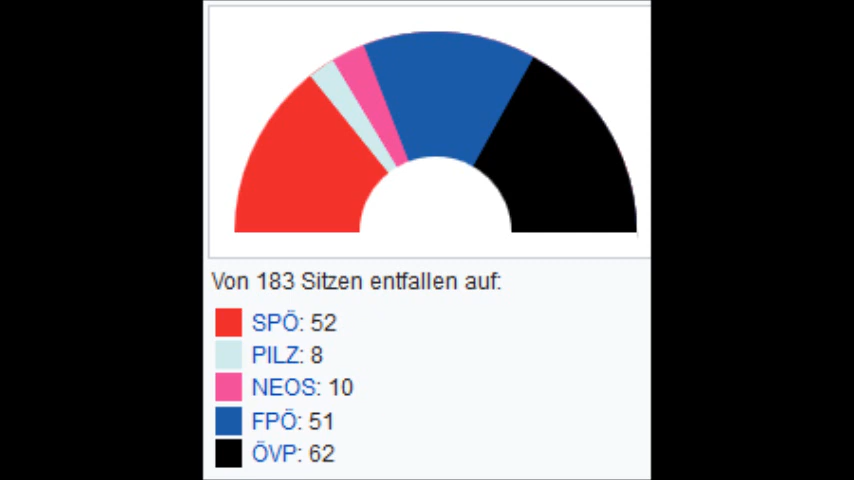 Von 183 Sitzen entfallen auf:
SPÖ: 52
PILZ: 8
NEOS: 10
FPÖ: 51
ÖVP: 62